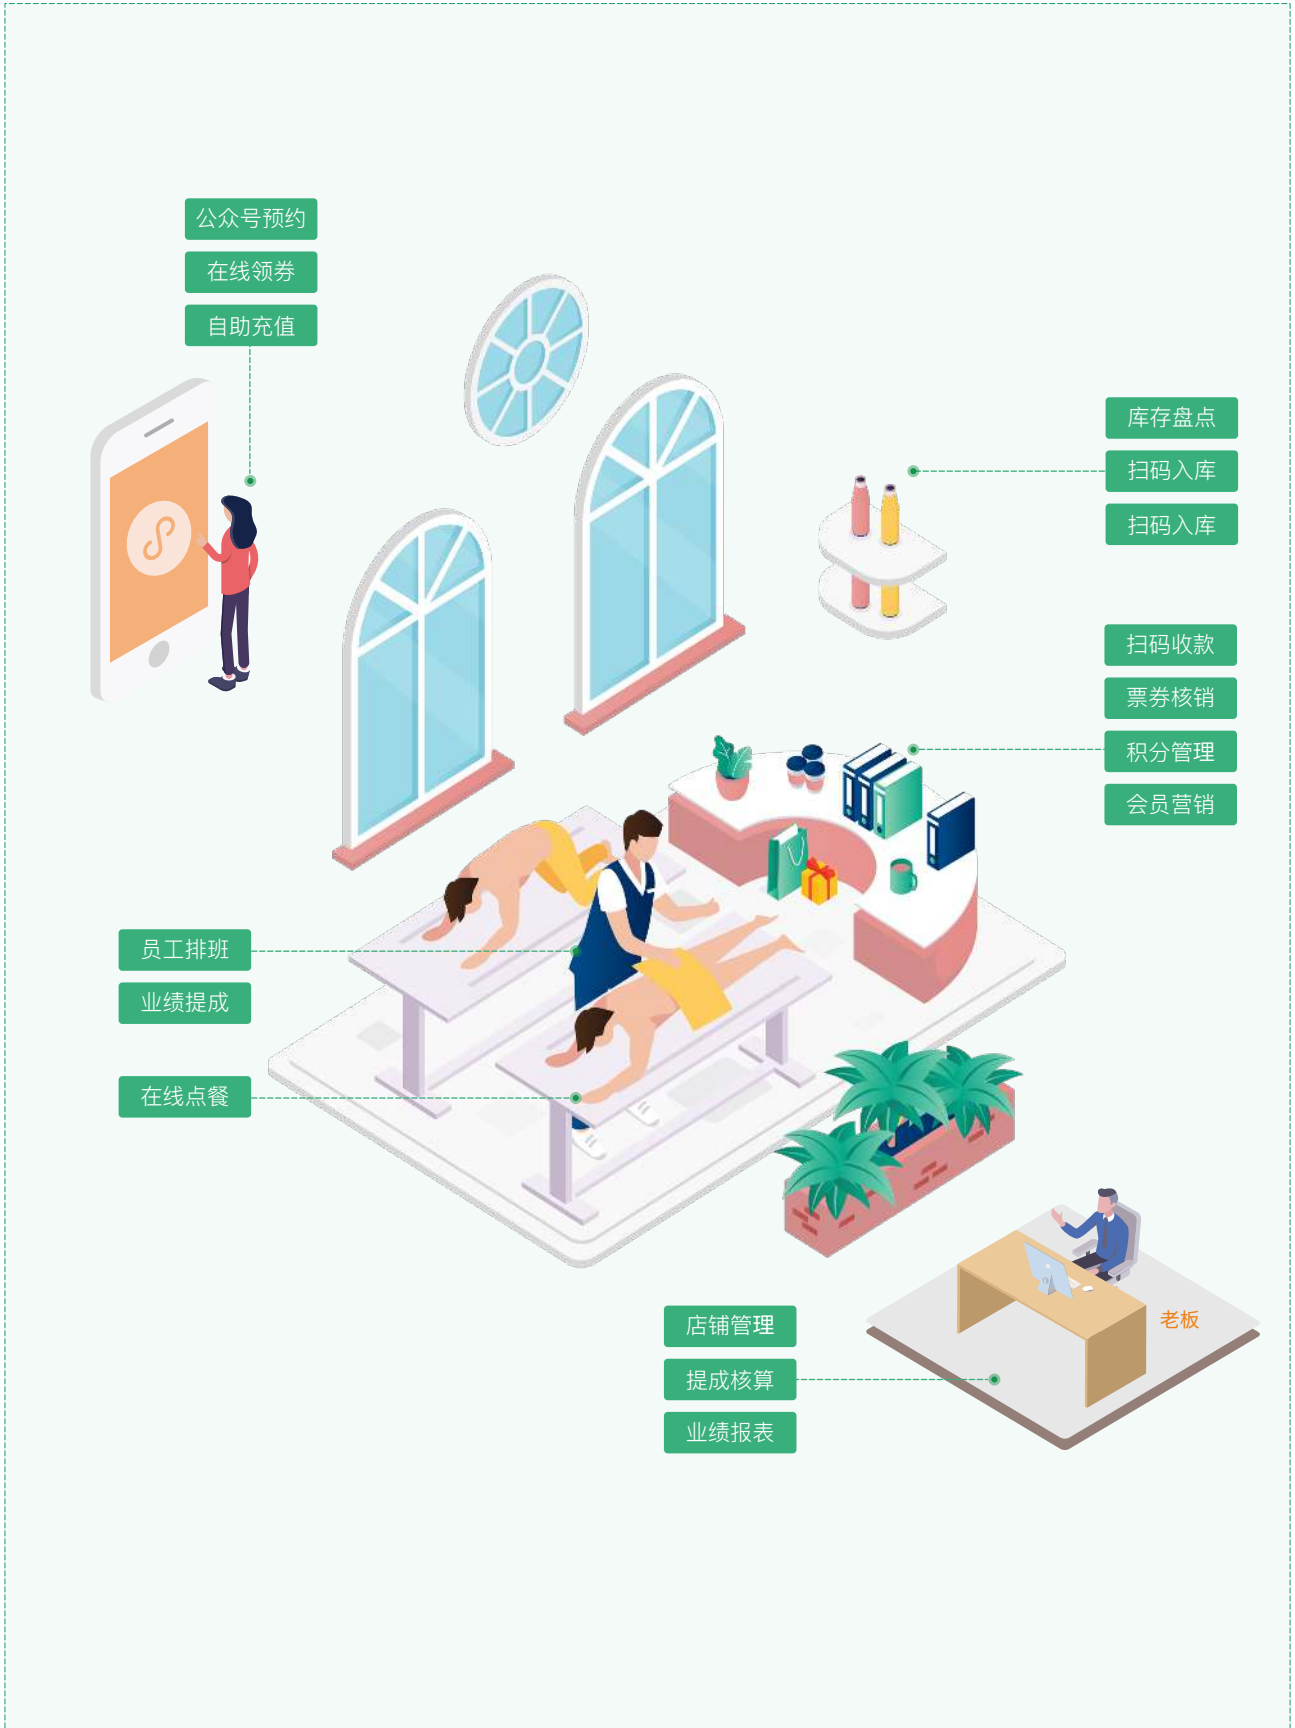 公众号预约
在线领券
自助充值
库存盘点
扫码入库
扫码入库
扫码收款
票券核销
积分管理
会员营销
员工排班
业绩提成
在线点餐
店铺管理
提成核算
业绩报表
老板